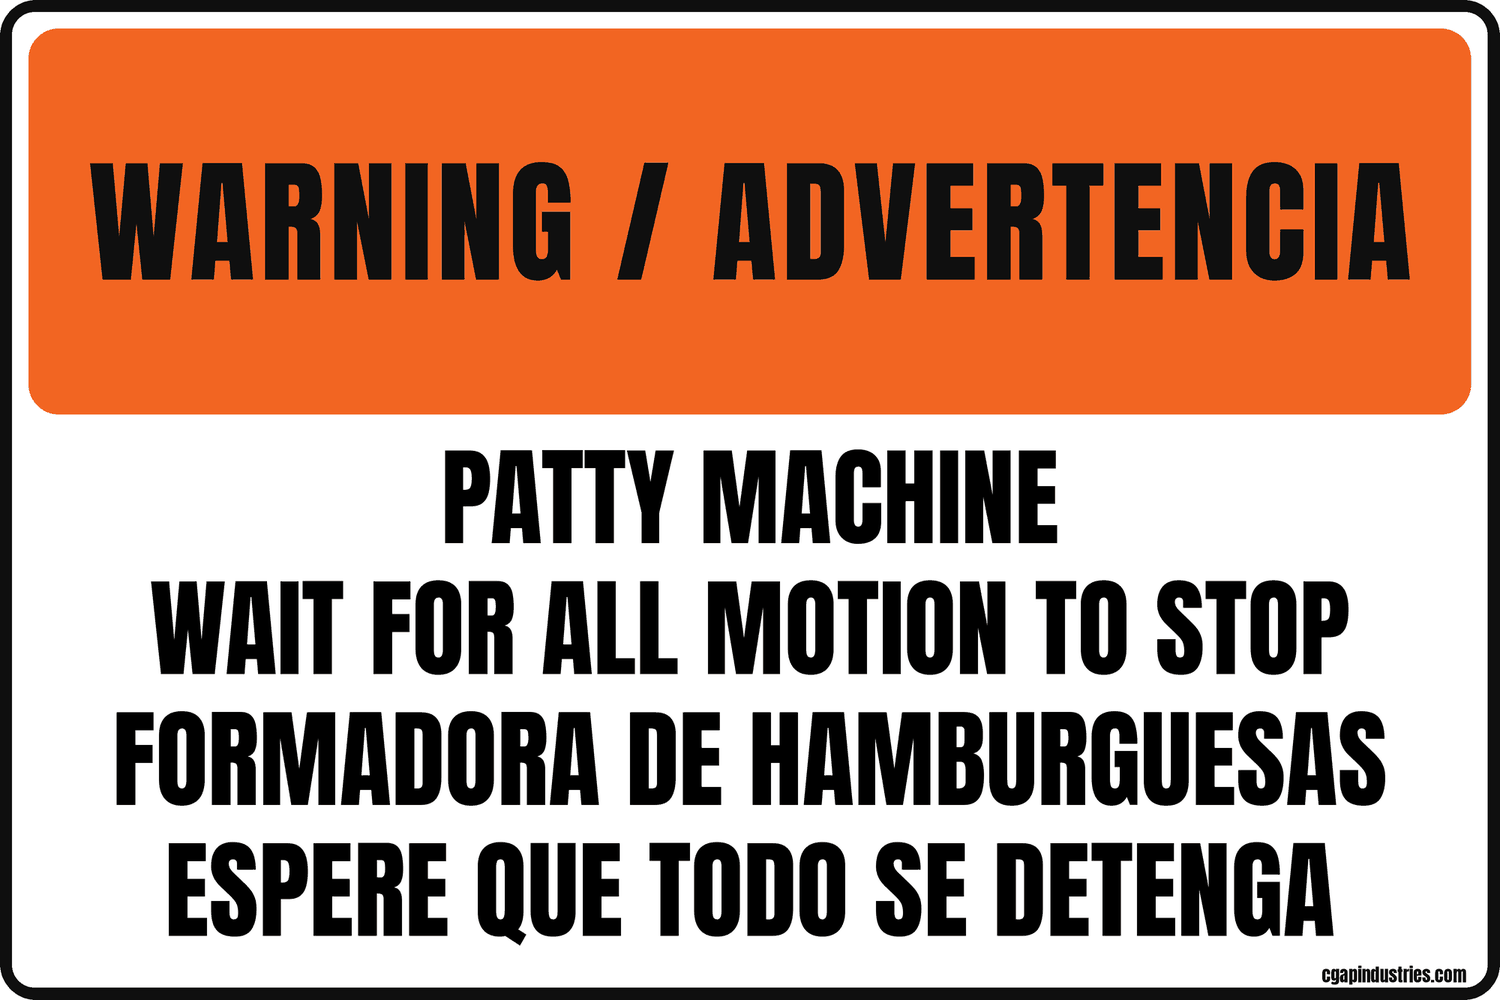 WARNING / ADVERTENCIA
PATTY MACHINE
WAIT FOR ALL MOTION TO STOP
FORMADORA DE HAMBURGUESAS
ESPERE QUE TODO SE DETENGA
cgapindustries.com